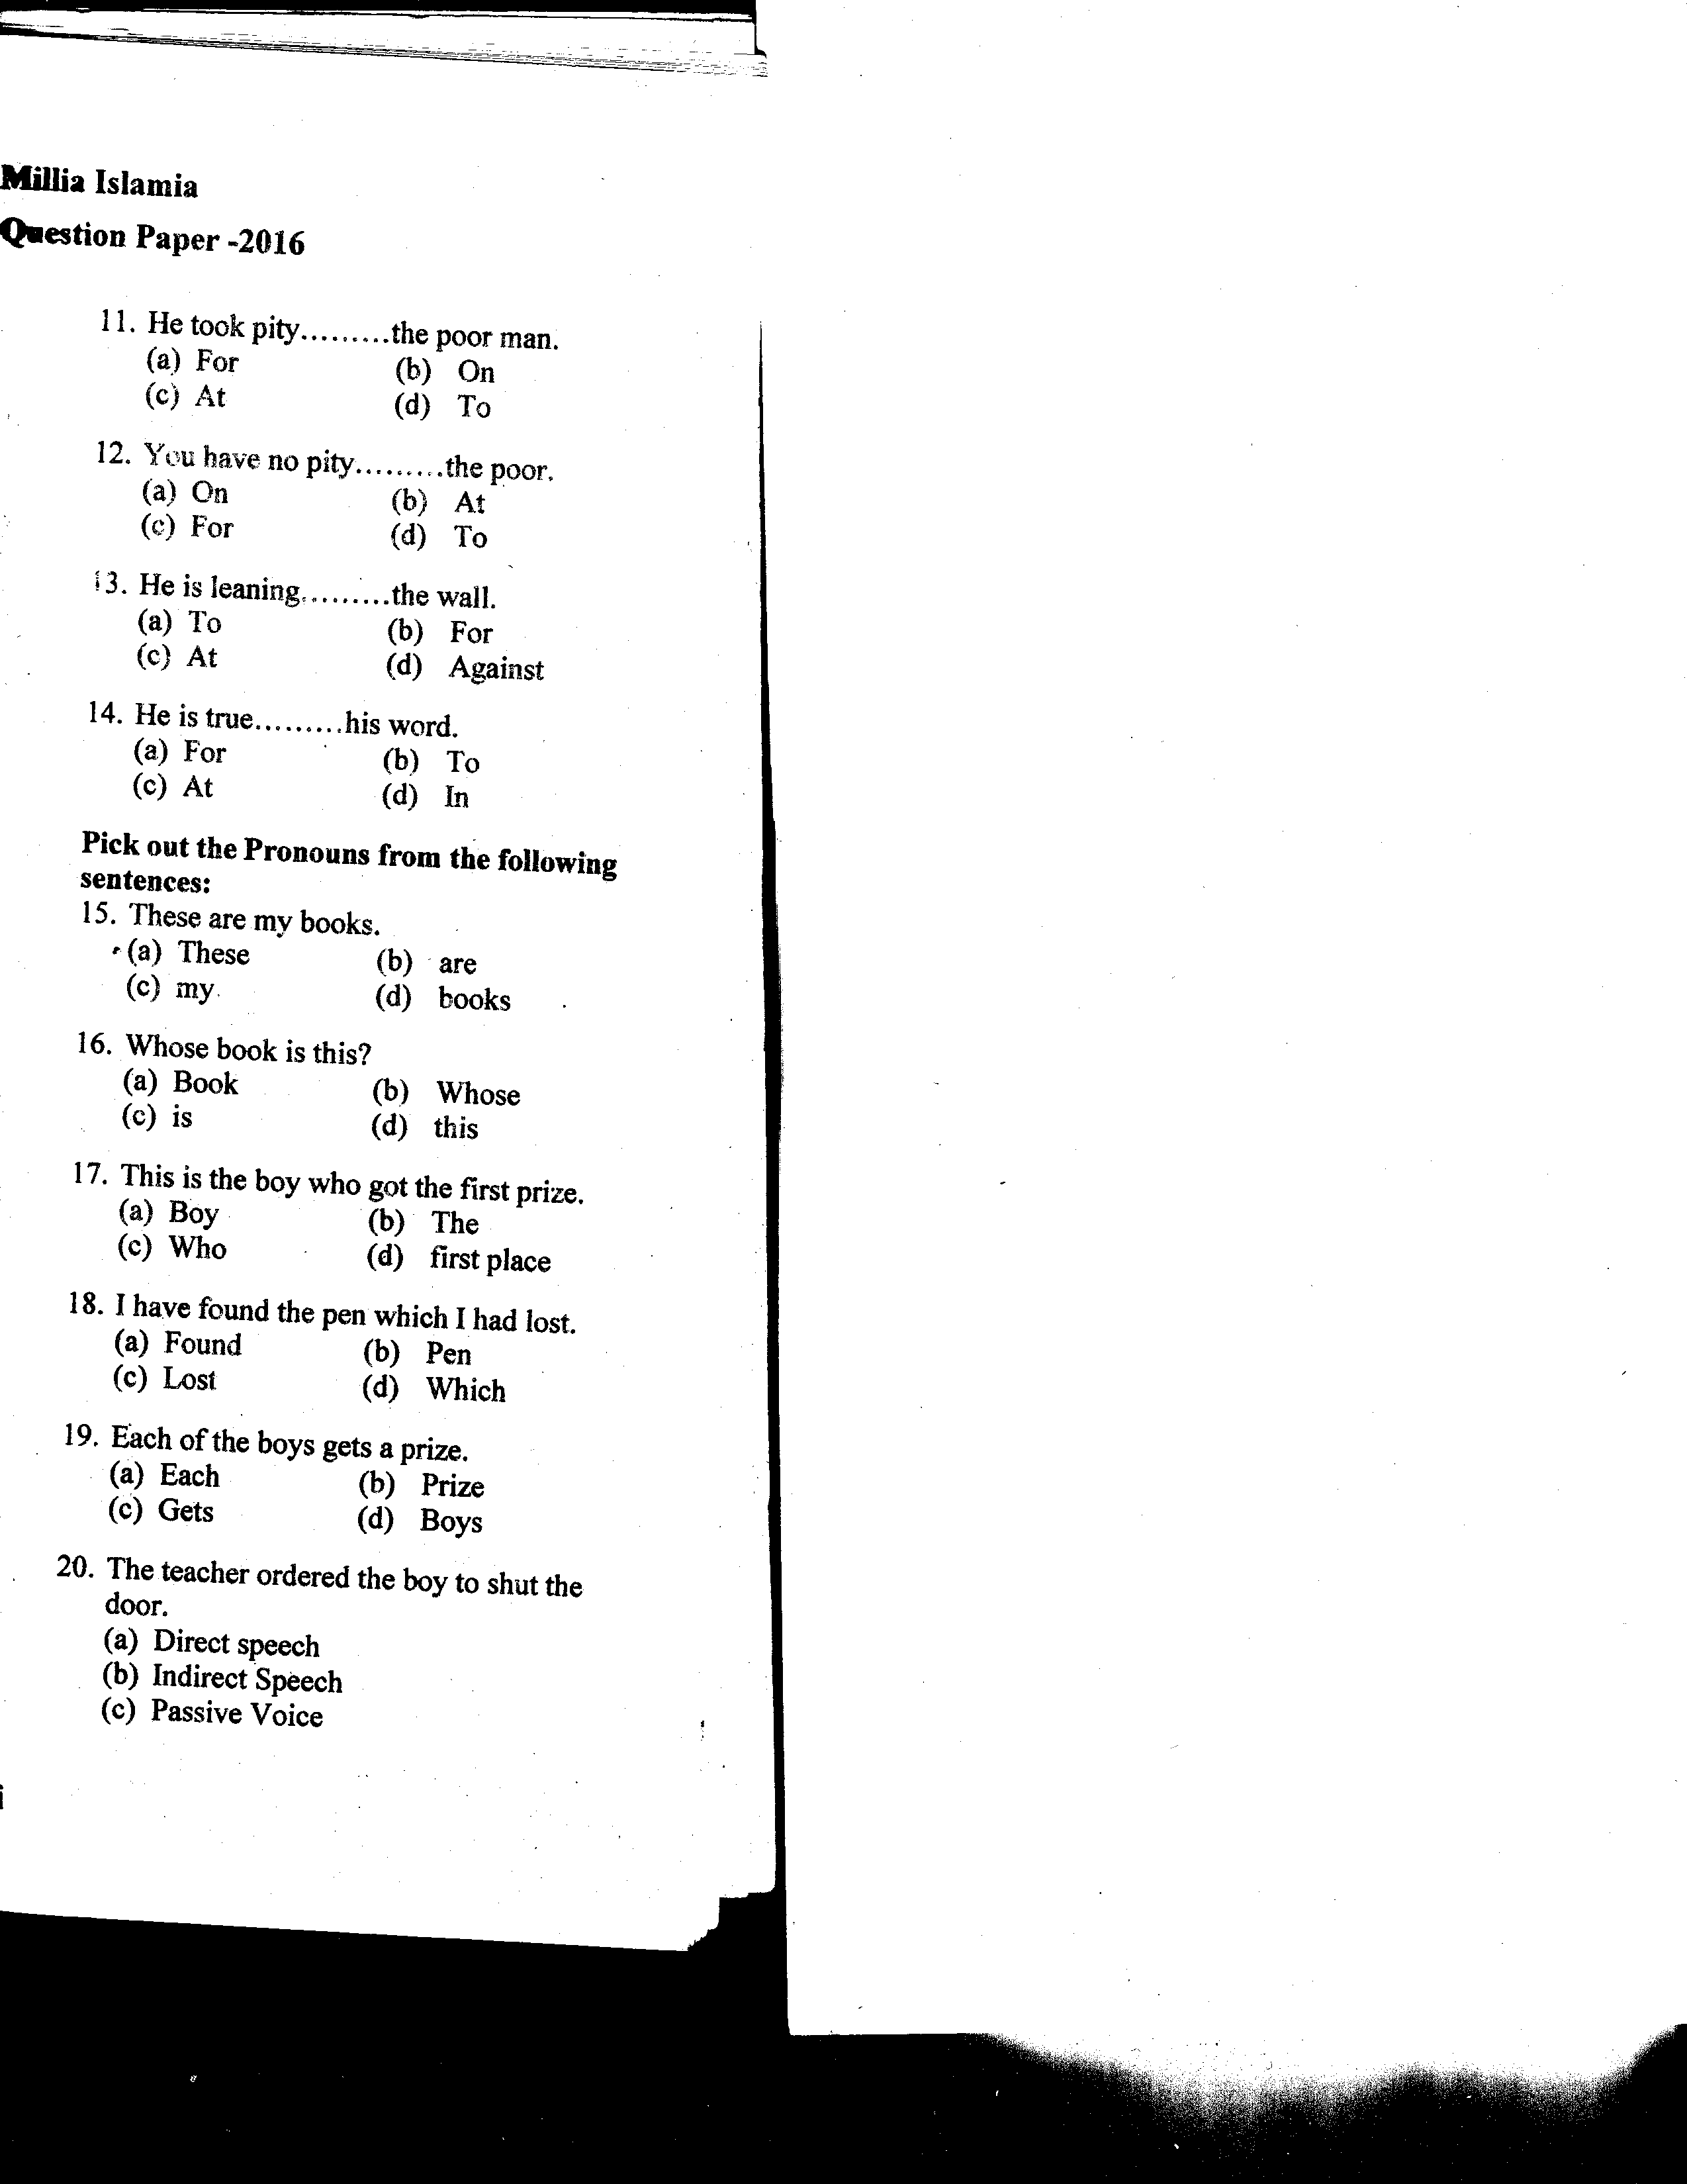 Millia Islamia
Question Paper -2016
11. He took pity.........the poor man.
(a) For (b) On
(c) At (d) To
12. You have no pity.........the poor.
(a) On (b) At
(c) For (d) To
13. He is leaning.........the wall.
(a) To (b) For
(c) At (d) Against
14. He is true.........his word.
(a) For (b) To
(c) At (d) In
Pick out the Pronouns from the following
sentences:
15. These are my books.
(a) These (b) are
(c) my (d) books
16. Whose book is this?
(a) Book (b) Whose
(c) is (d) this
17. This is the boy who got the first prize.
(a) Boy (b) The
(c) Who (d) first place
18. I have found the pen which I had lost.
(a) Found (b) Pen
(c) Lost (d) Which
19. Each of the boys gets a prize.
(a) Each (b) Prize
(c) Gets (d) Boys
20. The teacher ordered the boy to shut the
door.
(a) Direct speech
(b) Indirect Speech
(c) Passive Voice